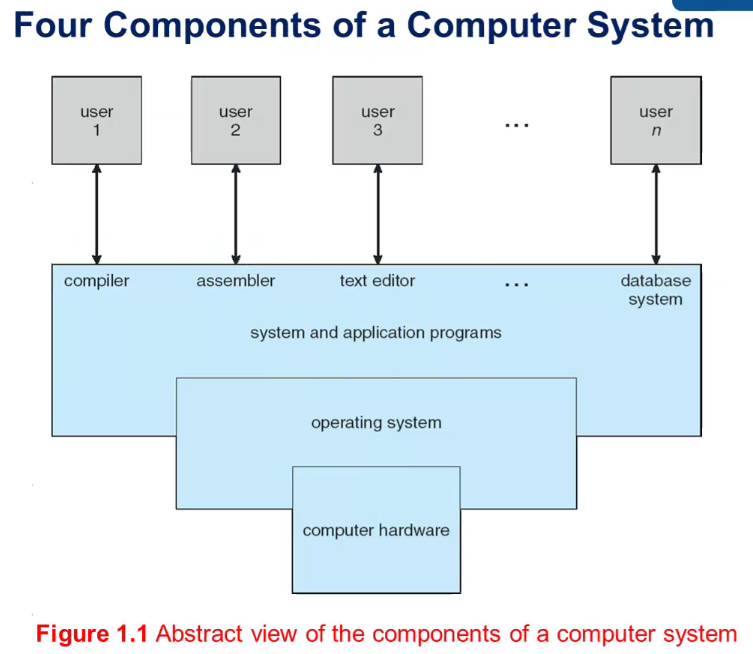 Four Components of a Computer System
user
1
user
2
user
3
...
user
n
compiler
assembler
text editor
...
database
system
system and application programs
operating system
computer hardware
Figure 1.1 Abstract view of the components of a computer system